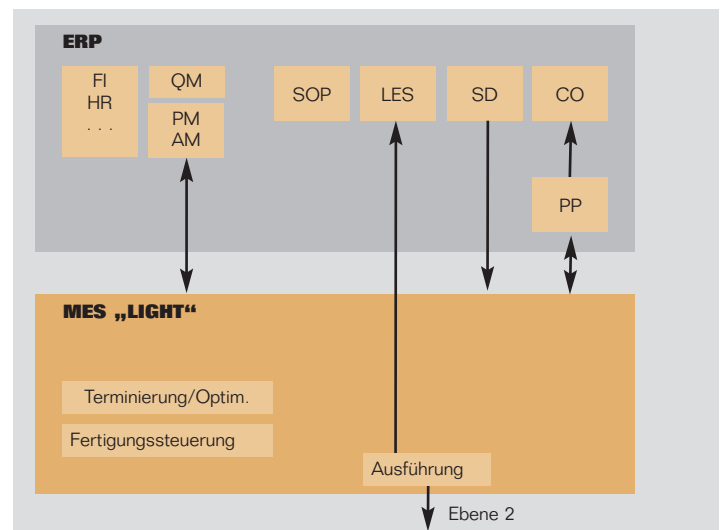 ERP
FI
HR
. . .
QM
PM
AM
SOP
LES
SD
CO
PP
MES „LIGHT“
Terminierung/Optim.
Fertigungssteuerung
Ausführung
Ebene 2